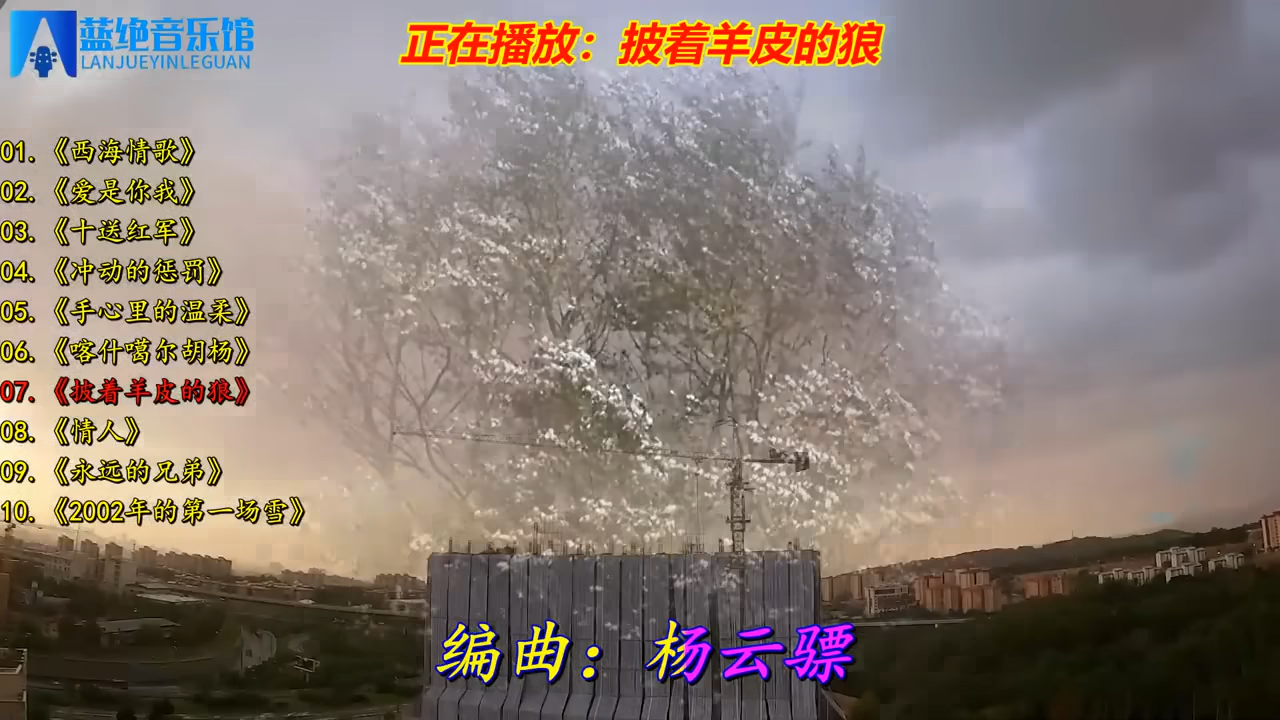 蓝绝音乐馆
LANJUEYINLEGUAN
正在播放：披着羊皮的狼
01.《西海情歌》
02.《爱是你我》
03.《十送红军》
04.《冲动的惩罚》
05.《手心里的温柔》
06.《喀什噶尔胡杨》
07.《披着羊皮的狼》
08.《情人》
09.《永远的兄弟》
10.《2002年的第一场雪》
编曲：杨云骠